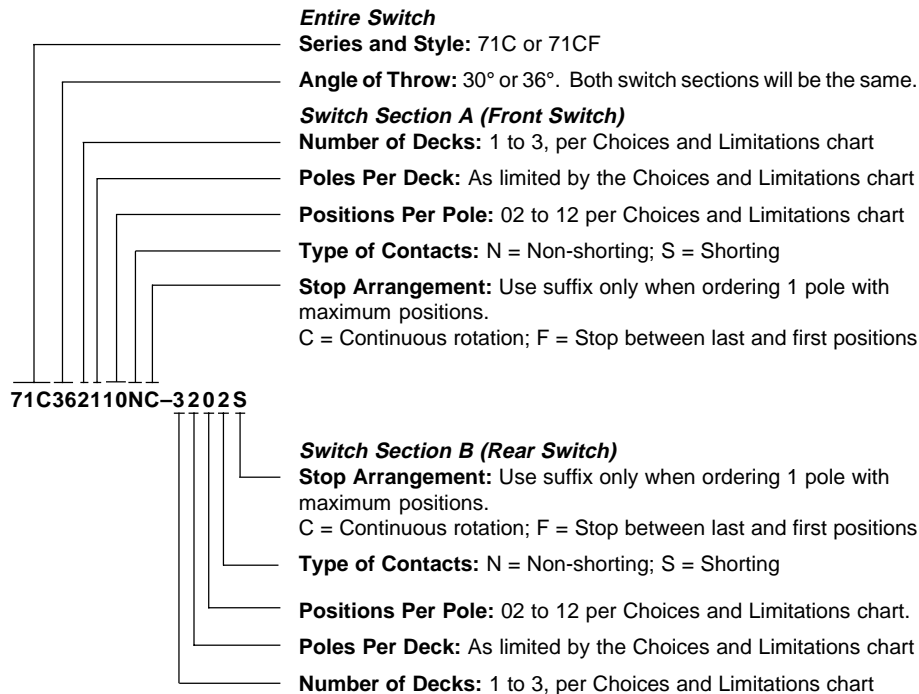 Entire Switch
Series and Style: 71C or 71CF
Angle of Throw: 30° or 36°. Both switch sections will be the same.
Switch Section A (Front Switch)
Number of Decks: 1 to 3, per Choices and Limitations chart
Poles Per Deck: As limited by the Choices and Limitations chart
Positions Per Pole: 02 to 12 per Choices and Limitations chart
Type of Contacts: N = Non-shorting; S = Shorting
Stop Arrangement: Use suffix only when ordering 1 pole with
maximum positions.
C = Continuous rotation; F = Stop between last and first positions
71C362110NC–3202S
Switch Section B (Rear Switch)
Stop Arrangement: Use suffix only when ordering 1 pole with
maximum positions.
C = Continuous rotation; F = Stop between last and first positions
Type of Contacts: N = Non-shorting; S = Shorting
Positions Per Pole: 02 to 12 per Choices and Limitations chart.
Poles Per Deck: As limited by the Choices and Limitations chart
Number of Decks: 1 to 3, per Choices and Limitations chart